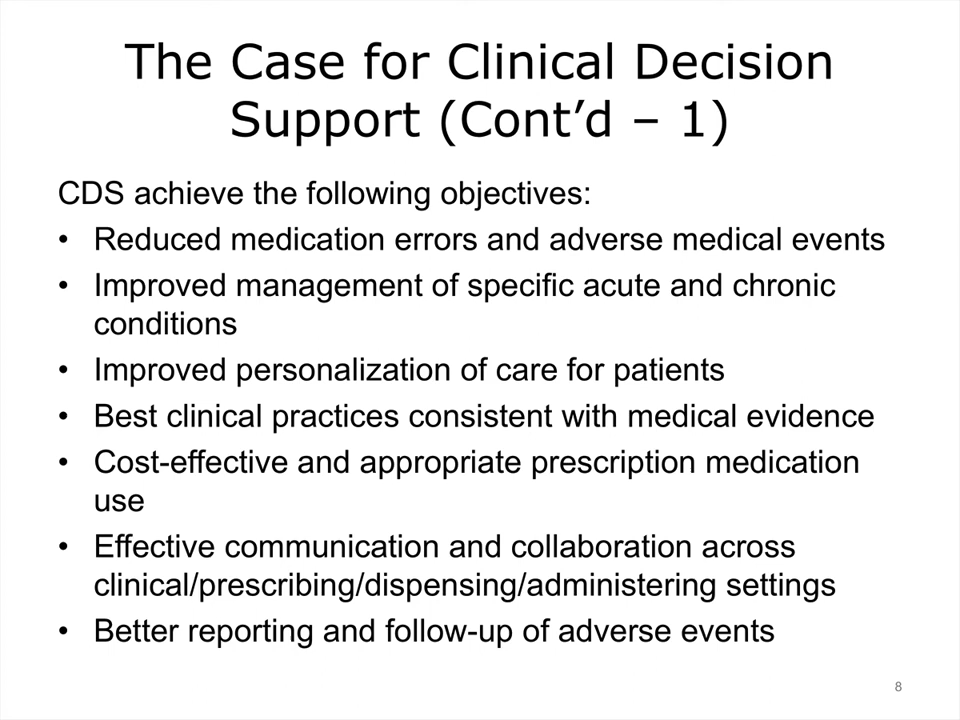 The Case for Clinical Decision
Support (Cont’d – 1)
CDS achieve the following objectives:
• Reduced medication errors and adverse medical events
• Improved management of specific acute and chronic
conditions
• Improved personalization of care for patients
• Best clinical practices consistent with medical evidence
• Cost-effective and appropriate prescription medication
use
• Effective communication and collaboration across
clinical/prescribing/dispensing/administering settings
• Better reporting and follow-up of adverse events
8